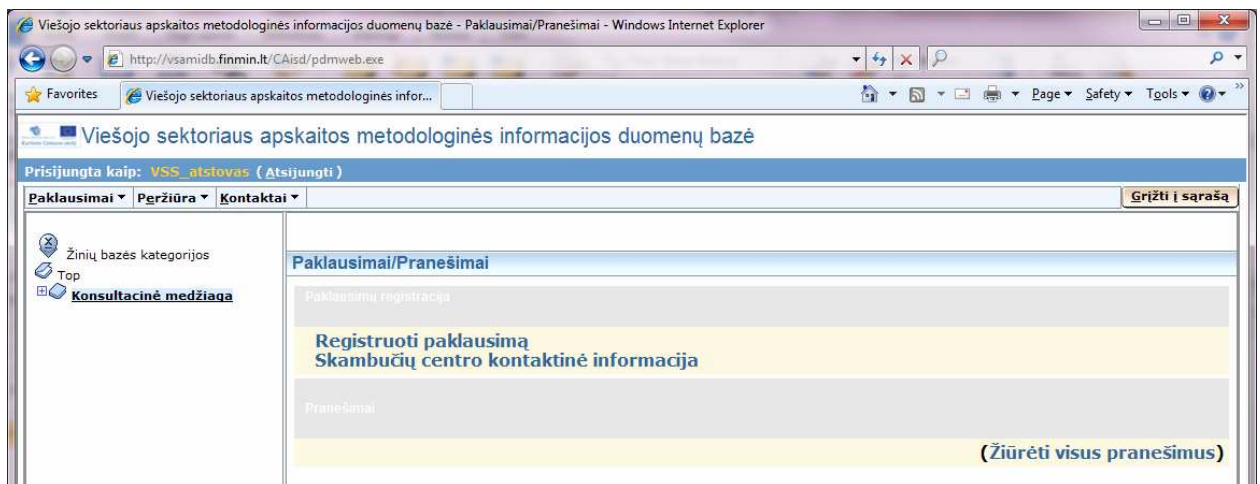 Viešojo sektoriaus apskaitos metodologinės informacijos duomenų bazė - Paklausimai/Pranešimai - Windows Internet Explorer
http://vsamidb.finmin.lt/CAisd/pdmweb.exe
Favorites Viešojo sektoriaus apskaitos metodologinės infor... Page Safety Tools
Viešojo sektoriaus apskaitos metodologinės informacijos duomenų bazė
Prisijungta kaip: VSS_atstovas ( Atsijungti )
Paklausimai Peržiūra Kontaktai Grįžti į sąrašą
Žinių bazės kategorijos
Top
Konsultacinė medžiaga
Paklausimai/Pranešimai
Paklausimų registracija
Registruoti paklausimą
Skambučių centro kontaktinė informacija
Pranešimai
(Žiūrėti visus pranešimus)